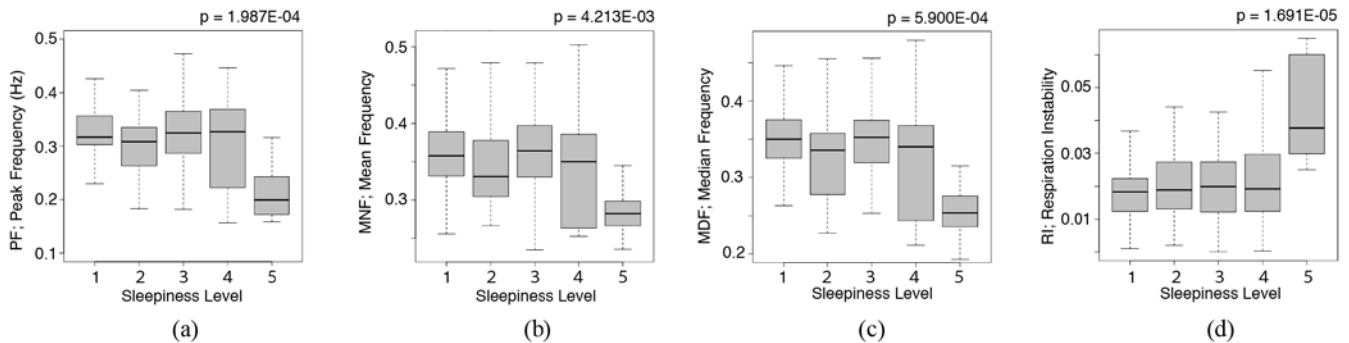 p = 1.987E-04
PF; Peak Frequency (Hz)
0.5
0.4
0.3
0.2
0.1
1 2 3 4 5
Sleepiness Level
(a)
p = 4.213E-03
MNF; Mean Frequency
0.5
0.4
0.3
1 2 3 4 5
Sleepiness Level
(b)
p = 5.900E-04
MDF; Median Frequency
0.4
0.3
0.2
1 2 3 4 5
Sleepiness Level
(c)
p = 1.691E-05
RI; Respiration Instability
0.05
0.03
0.01
1 2 3 4 5
Sleepiness Level
(d)